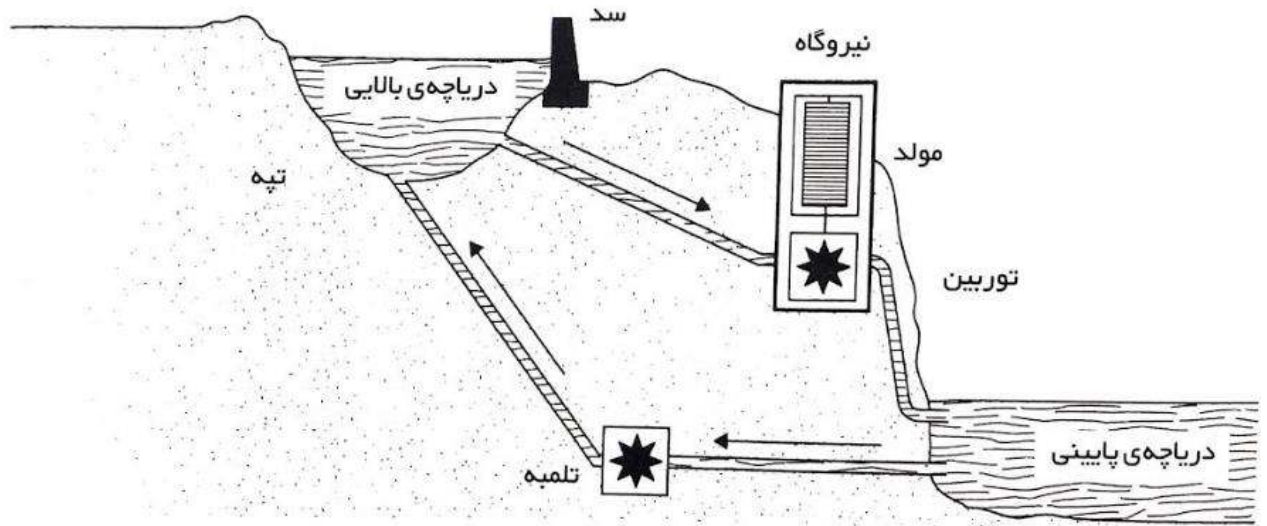 سد
نیروگاه
دریاچه‌ی بالایی
مولد
تپه
توربین
دریاچه‌ی پایینی
تلمبه